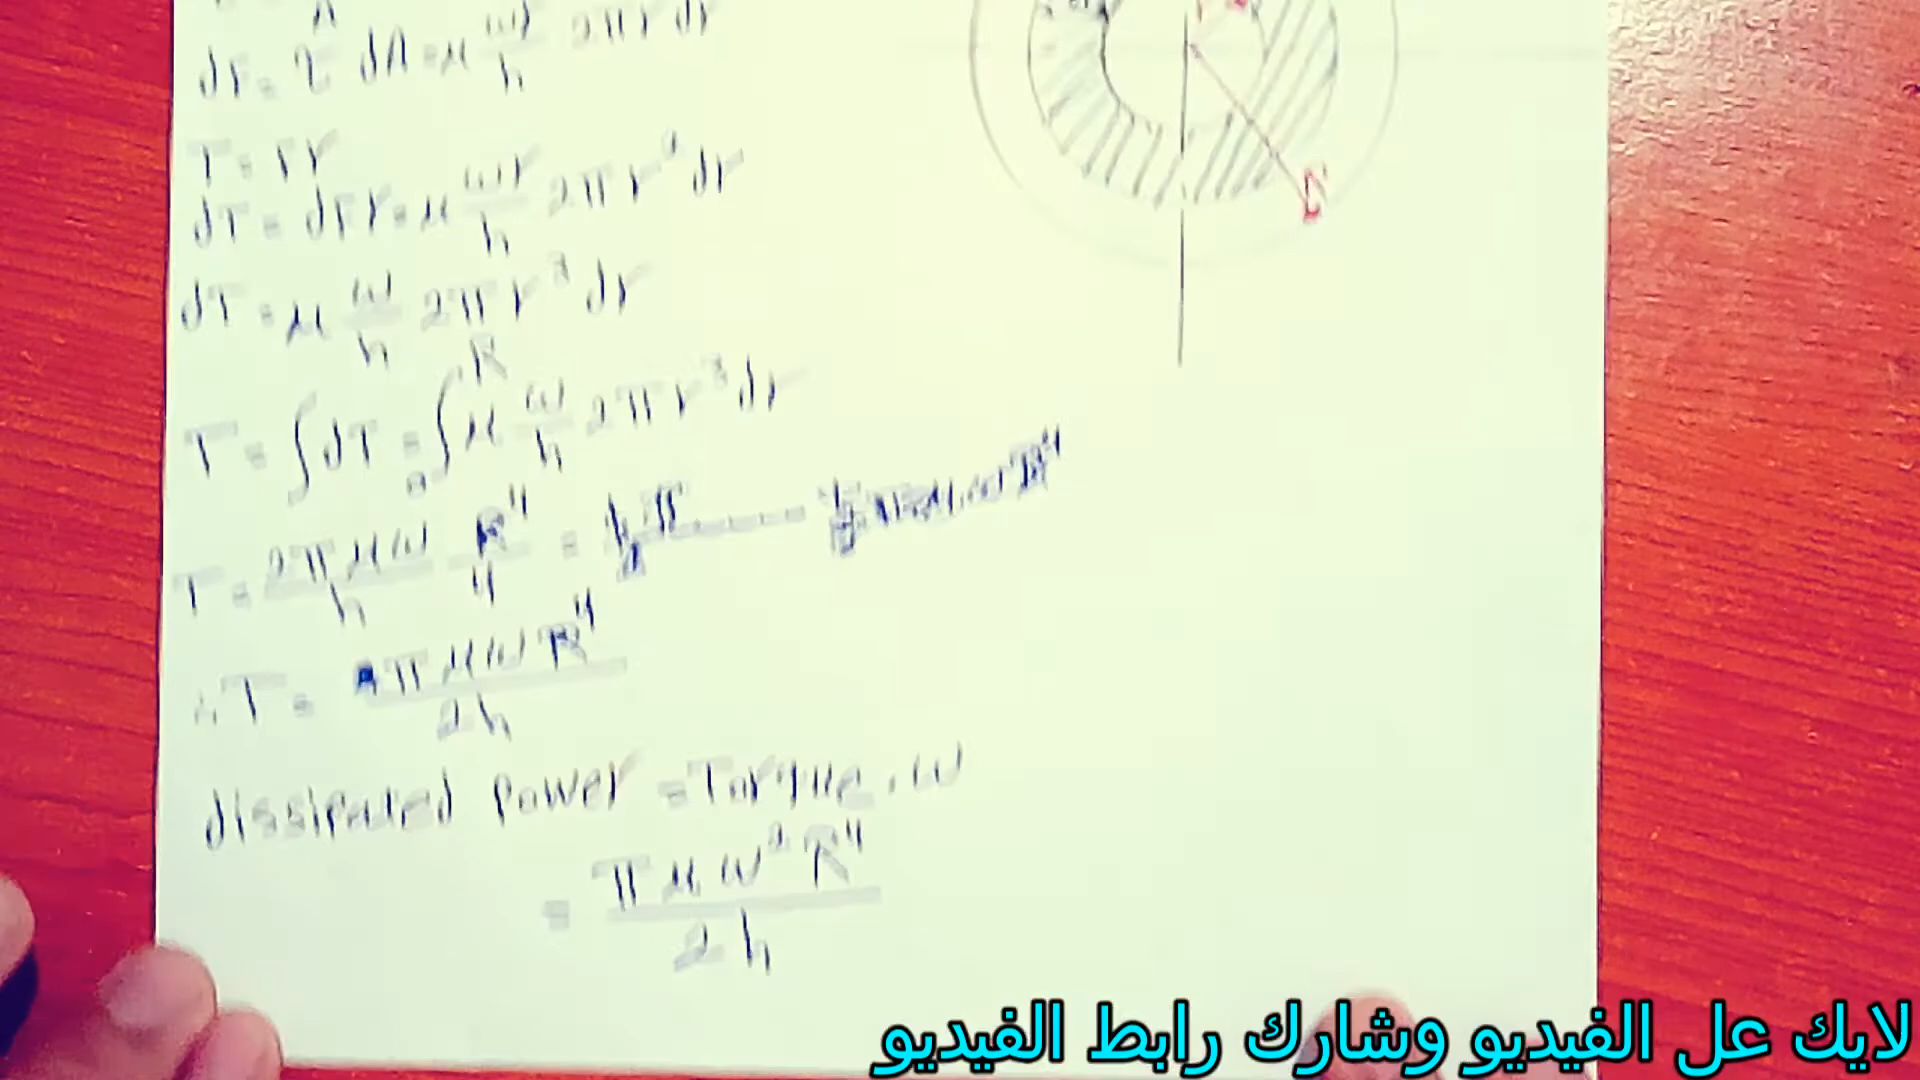 dF = τ dA = μ ωr/h 2πr dr
T = Fr
dT = dFr = μ ωr/h 2πr² dr
dT = μ ω/h 2πr³ dr
T = ∫dT = ∫₀ᴿ μ ω/h 2πr³ dr
T = 2πμω/h R⁴/4 =
∴ T = πμωR⁴/2h
dissipated power = Torque . ω
= πμω²R⁴/2h
لايك عل الفيديو وشارك رابط الفيديو